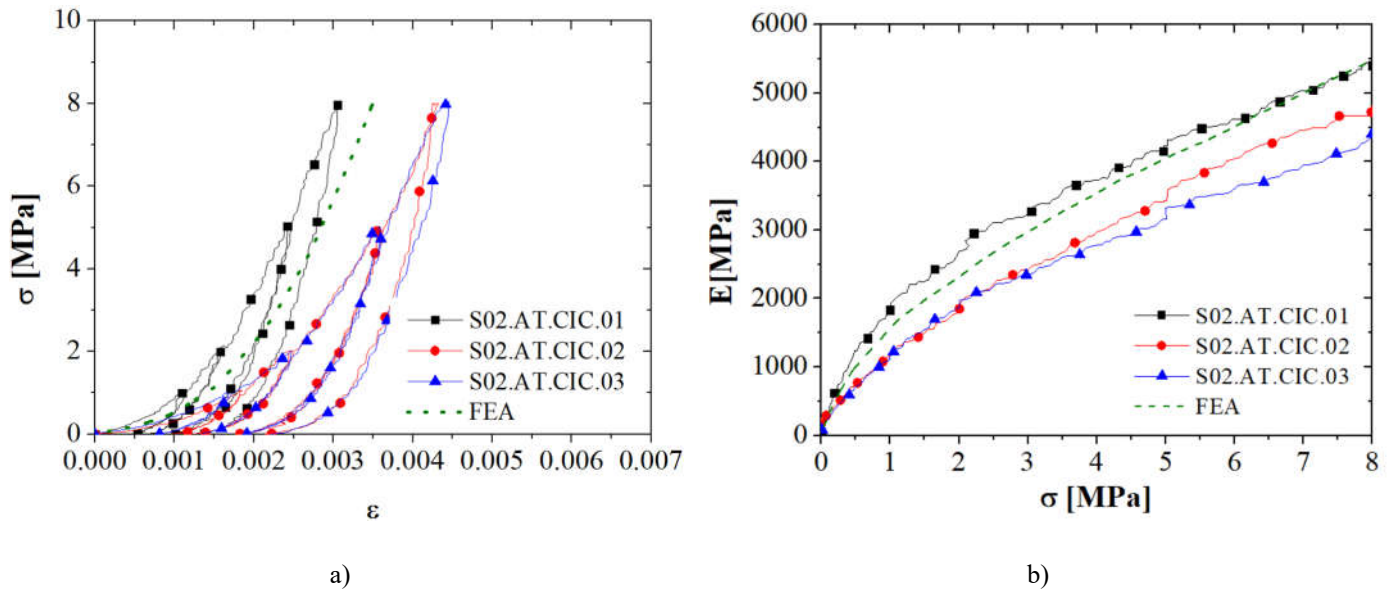 10
8
6
4
2
0
σ [MPa]
0.000 0.001 0.002 0.003 0.004 0.005 0.006 0.007
ε
S02.AT.CIC.01
S02.AT.CIC.02
S02.AT.CIC.03
FEA
a)
6000
5000
4000
3000
2000
1000
0
E[MPa]
0 1 2 3 4 5 6 7 8
σ [MPa]
S02.AT.CIC.01
S02.AT.CIC.02
S02.AT.CIC.03
FEA
b)